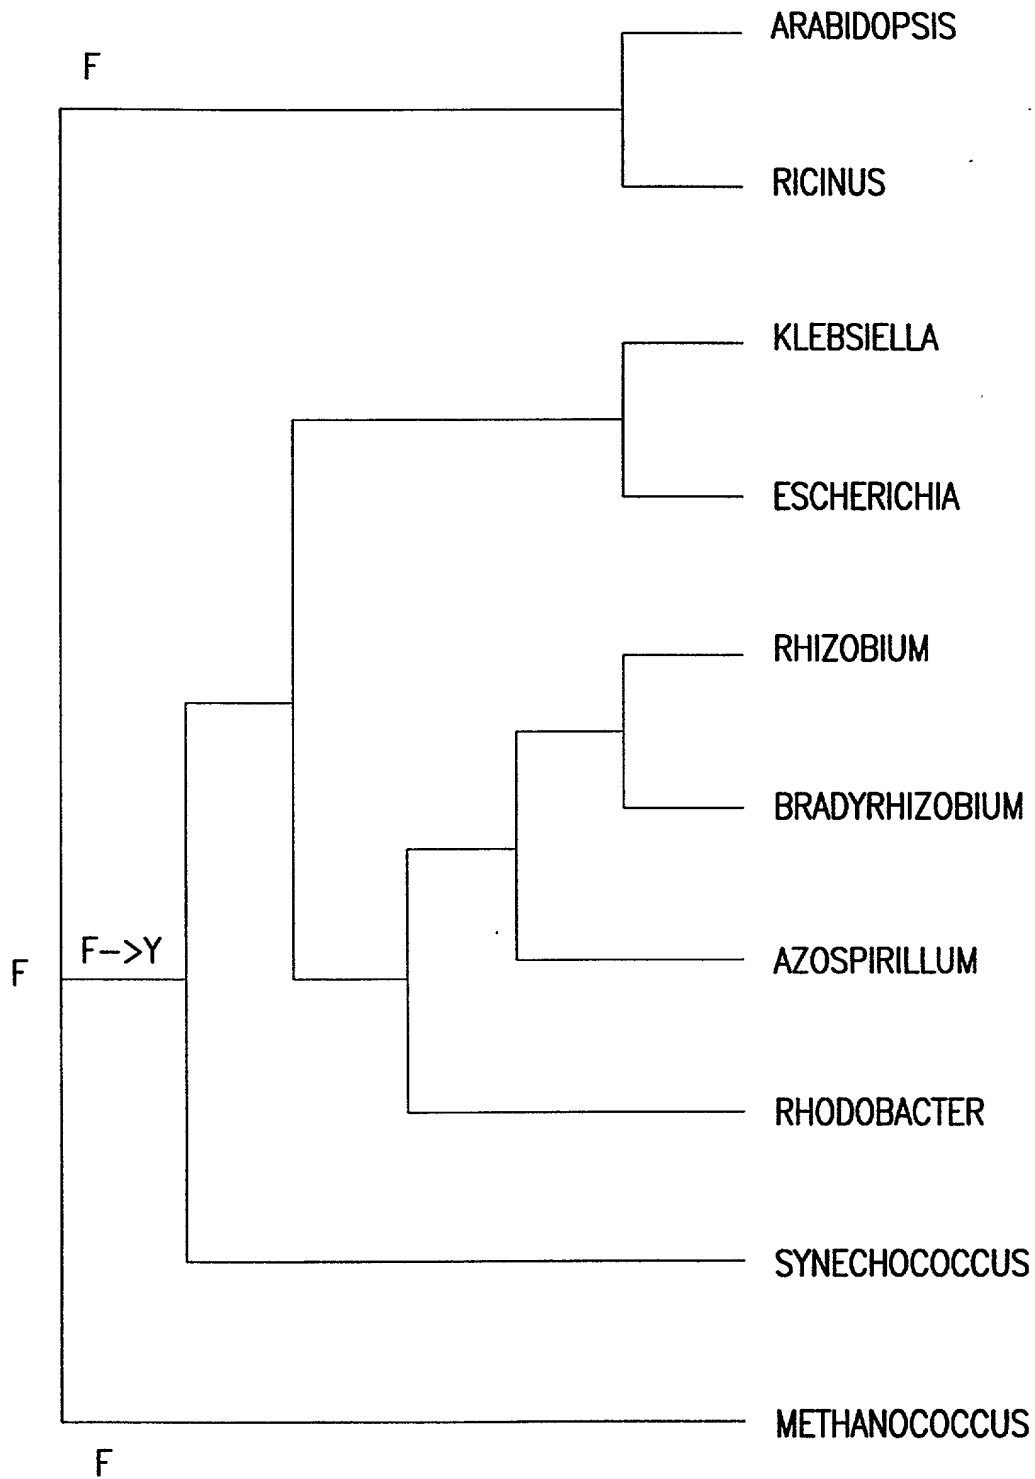 ARABIDOPSIS
F
RICINUS
KLEBSIELLA
ESCHERICHIA
RHIZOBIUM
BRADYRHIZOBIUM
F->Y
F
AZOSPIRILLUM
RHODOBACTER
SYNECHOCOCCUS
METHANOCOCCUS
F